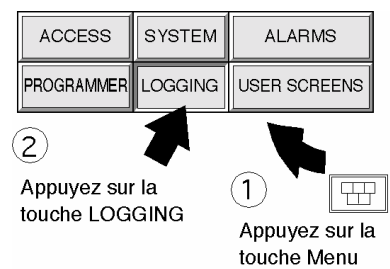 ACCESS SYSTEM ALARMS
PROGRAMMER LOGGING USER SCREENS
2
Appuyez sur la
touche LOGGING
1
Appuyez sur la
touche Menu